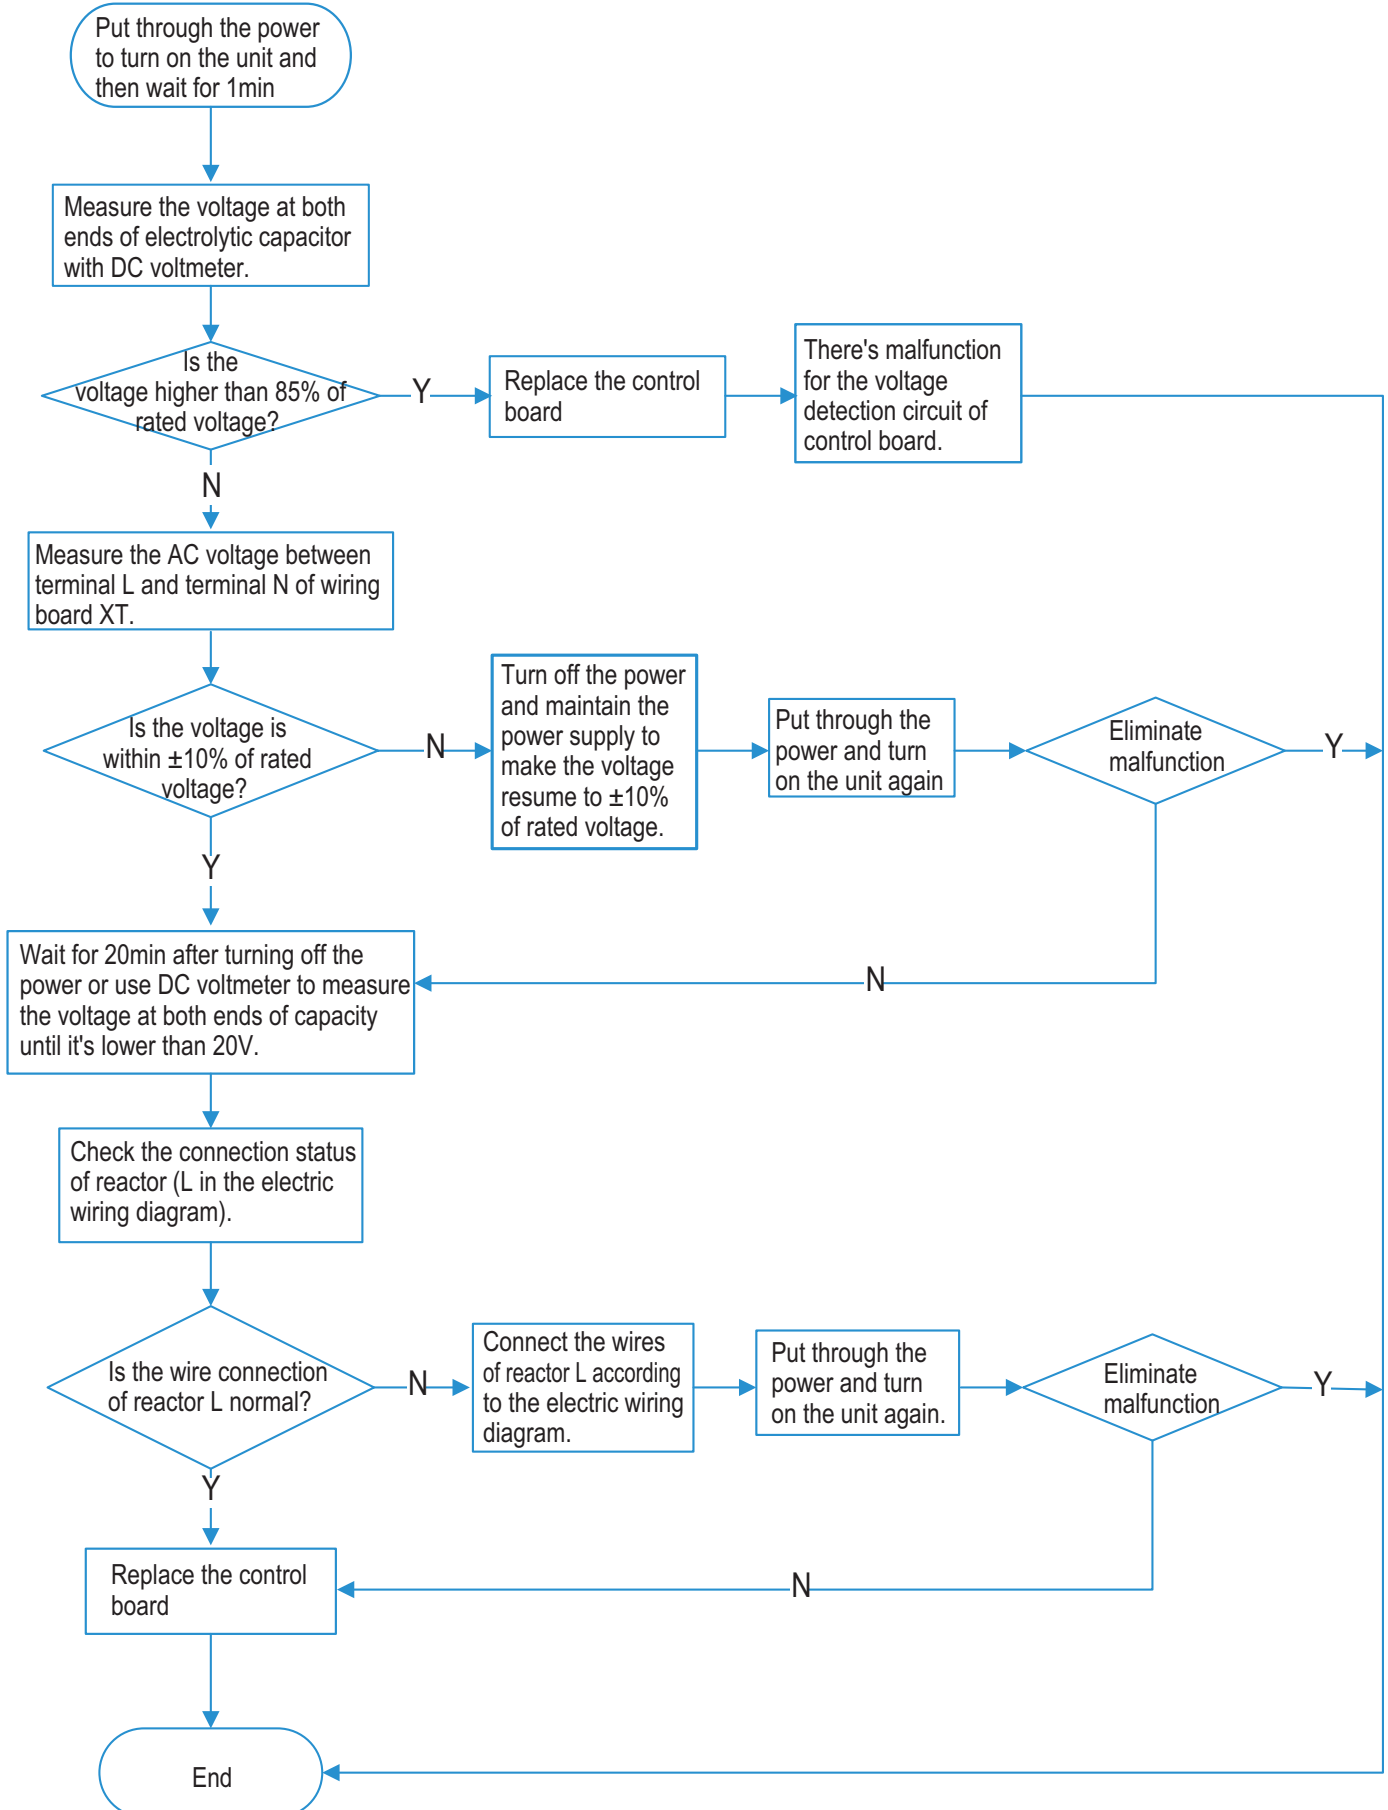 Put through the power
to turn on the unit and
then wait for 1min
Measure the voltage at both
ends of electrolytic capacitor
with DC voltmeter.
Is the
voltage higher than 85% of
rated voltage?
Y
Replace the control
board
There's malfunction
for the voltage
detection circuit of
control board.
N
Measure the AC voltage between
terminal L and terminal N of wiring
board XT.
Is the voltage is
within ±10% of rated
voltage?
N
Turn off the power
and maintain the
power supply to
make the voltage
resume to ±10%
of rated voltage.
Put through the
power and turn
on the unit again
Eliminate
malfunction
Y
Y
Wait for 20min after turning off the
power or use DC voltmeter to measure
the voltage at both ends of capacity
until it's lower than 20V.
N
Check the connection status
of reactor (L in the electric
wiring diagram).
Is the wire connection
of reactor L normal?
N
Connect the wires
of reactor L according
to the electric wiring
diagram.
Put through the
power and turn
on the unit again.
Eliminate
malfunction
Y
Y
Replace the control
board
N
End